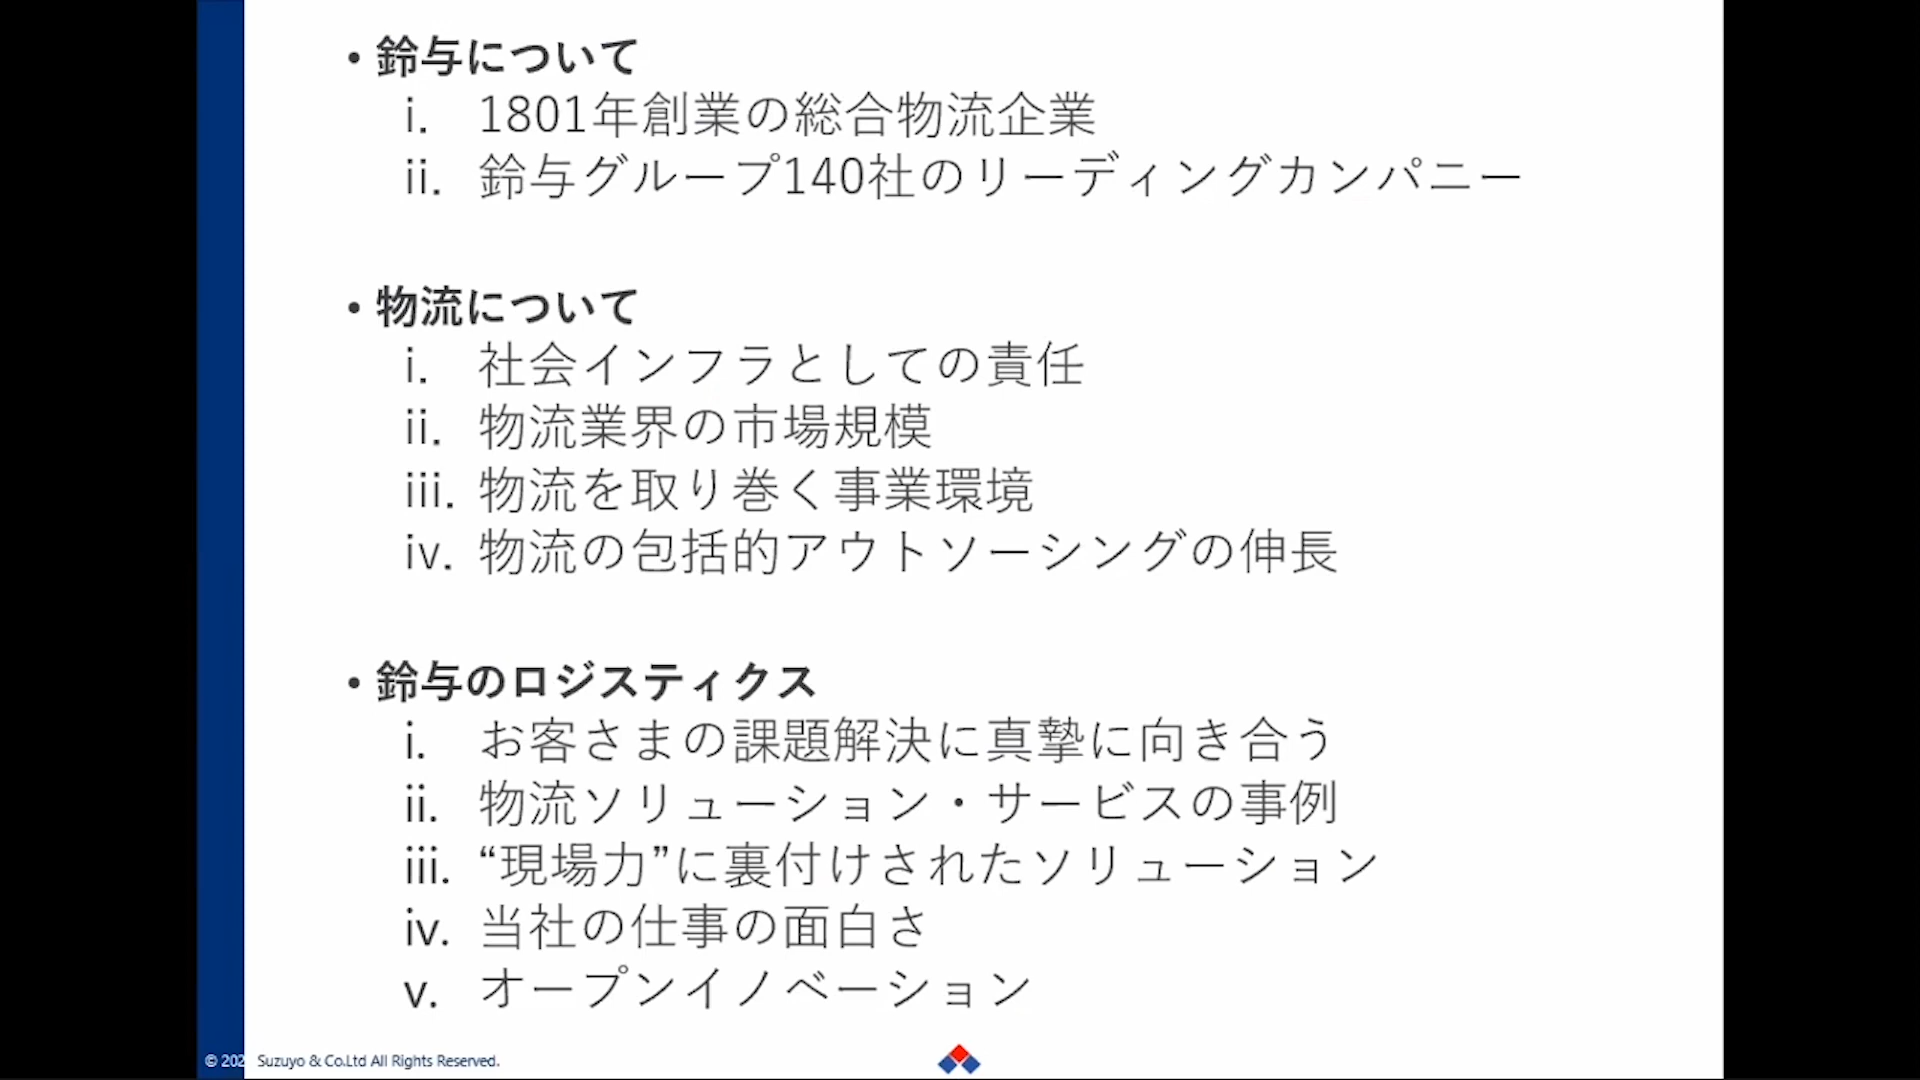 • 鈴与について
i. 1801年創業の総合物流企業
ii. 鈴与グループ140社のリーディングカンパニー
• 物流について
i. 社会インフラとしての責任
ii. 物流業界の市場規模
iii. 物流を取り巻く事業環境
iv. 物流の包括的アウトソーシングの伸長
• 鈴与のロジスティクス
i. お客さまの課題解決に真摯に向き合う
ii. 物流ソリューション・サービスの事例
iii. “現場力”に裏付けされたソリューション
iv. 当社の仕事の面白さ
v. オープンイノベーション
© 202 Suzuyo & Co.Ltd All Rights Reserved.